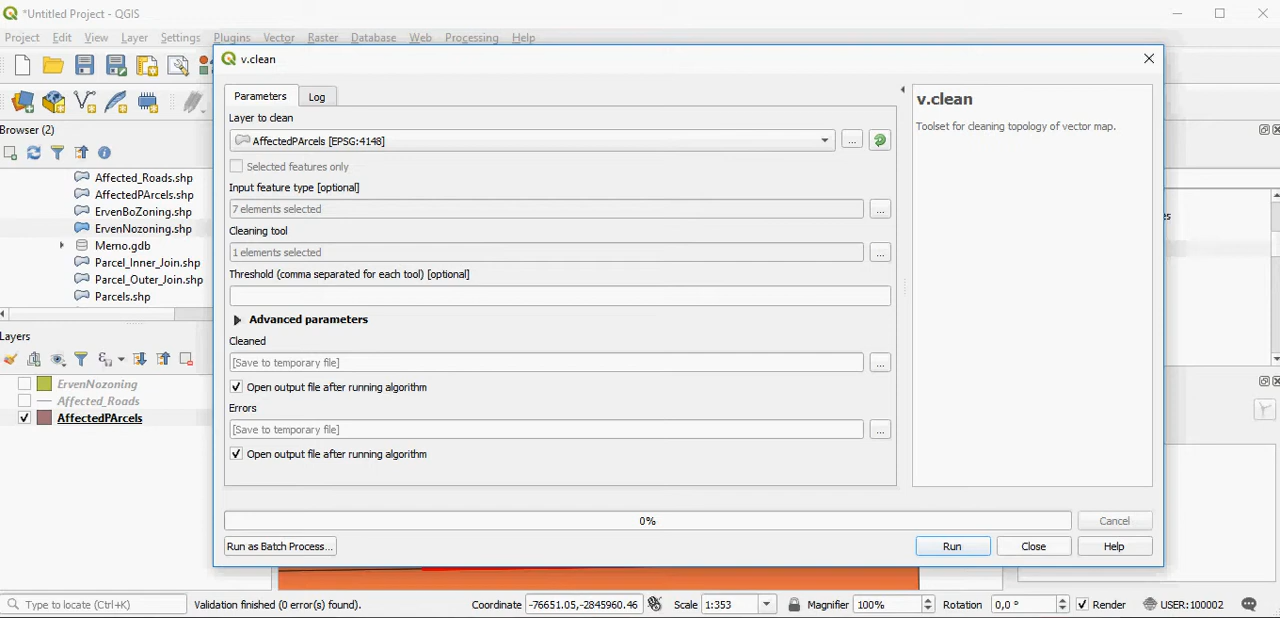 *Untitled Project - QGIS
Project Edit View Layer Settings Plugins Vector Raster Database Web Processing Help
v.clean
Parameters Log
Layer to clean
AffectedPArcels [EPSG:4148]
...
Selected features only
Input feature type [optional]
7 elements selected
...
Cleaning tool
1 elements selected
...
Threshold (comma separated for each tool) [optional]
Advanced parameters
Cleaned
[Save to temporary file]
...
Open output file after running algorithm
Errors
[Save to temporary file]
...
Open output file after running algorithm
0%
Cancel
Run as Batch Process...
Run
Close
Help
v.clean
Toolset for cleaning topology of vector map.
Browser (2)
Affected_Roads.shp
AffectedPArcels.shp
ErvenBoZoning.shp
ErvenNozoning.shp
Memo.gdb
Parcel_Inner_Join.shp
Parcel_Outer_Join.shp
Parcels.shp
Layers
ErvenNozoning
Affected_Roads
AffectedPArcels
Type to locate (Ctrl+K)
Validation finished (0 error(s) found).
Coordinate -76651.05,-2845960.46
Scale 1:353
Magnifier 100%
Rotation 0,0 °
Render
USER:100002